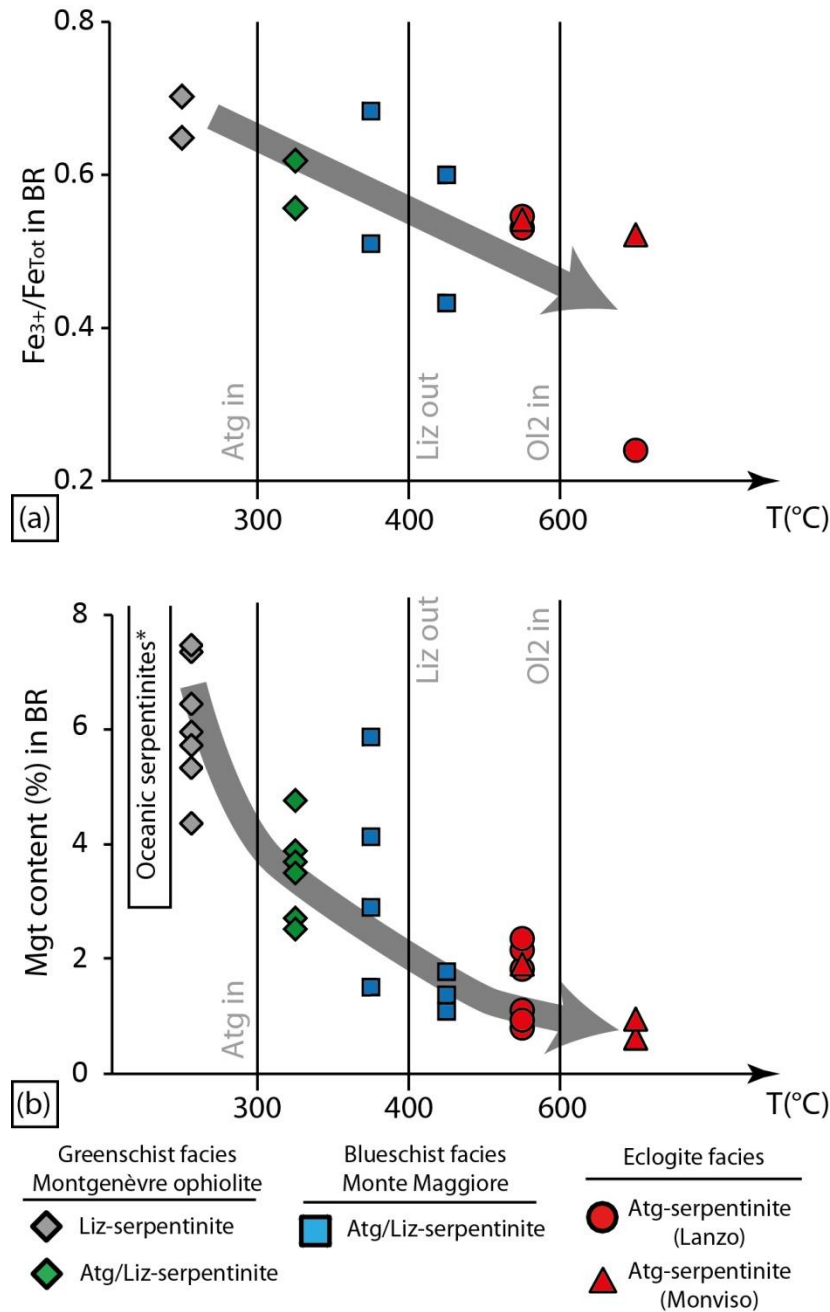 0.8
0.6
0.4
0.2
Fe3+/FeTot in BR
Atg in
Liz out
Ol2 in
(a)
300
400
600
T(°C)
8
6
4
2
0
Mgt content (%) in BR
Oceanic serpentinites*
Atg in
Liz out
Ol2 in
(b)
300
400
600
T(°C)
Greenschist facies
Montgenèvre ophiolite
Liz-serpentinite
Atg/Liz-serpentinite
Blueschist facies
Monte Maggiore
Atg/Liz-serpentinite
Eclogite facies
Atg-serpentinite
(Lanzo)
Atg-serpentinite
(Monviso)